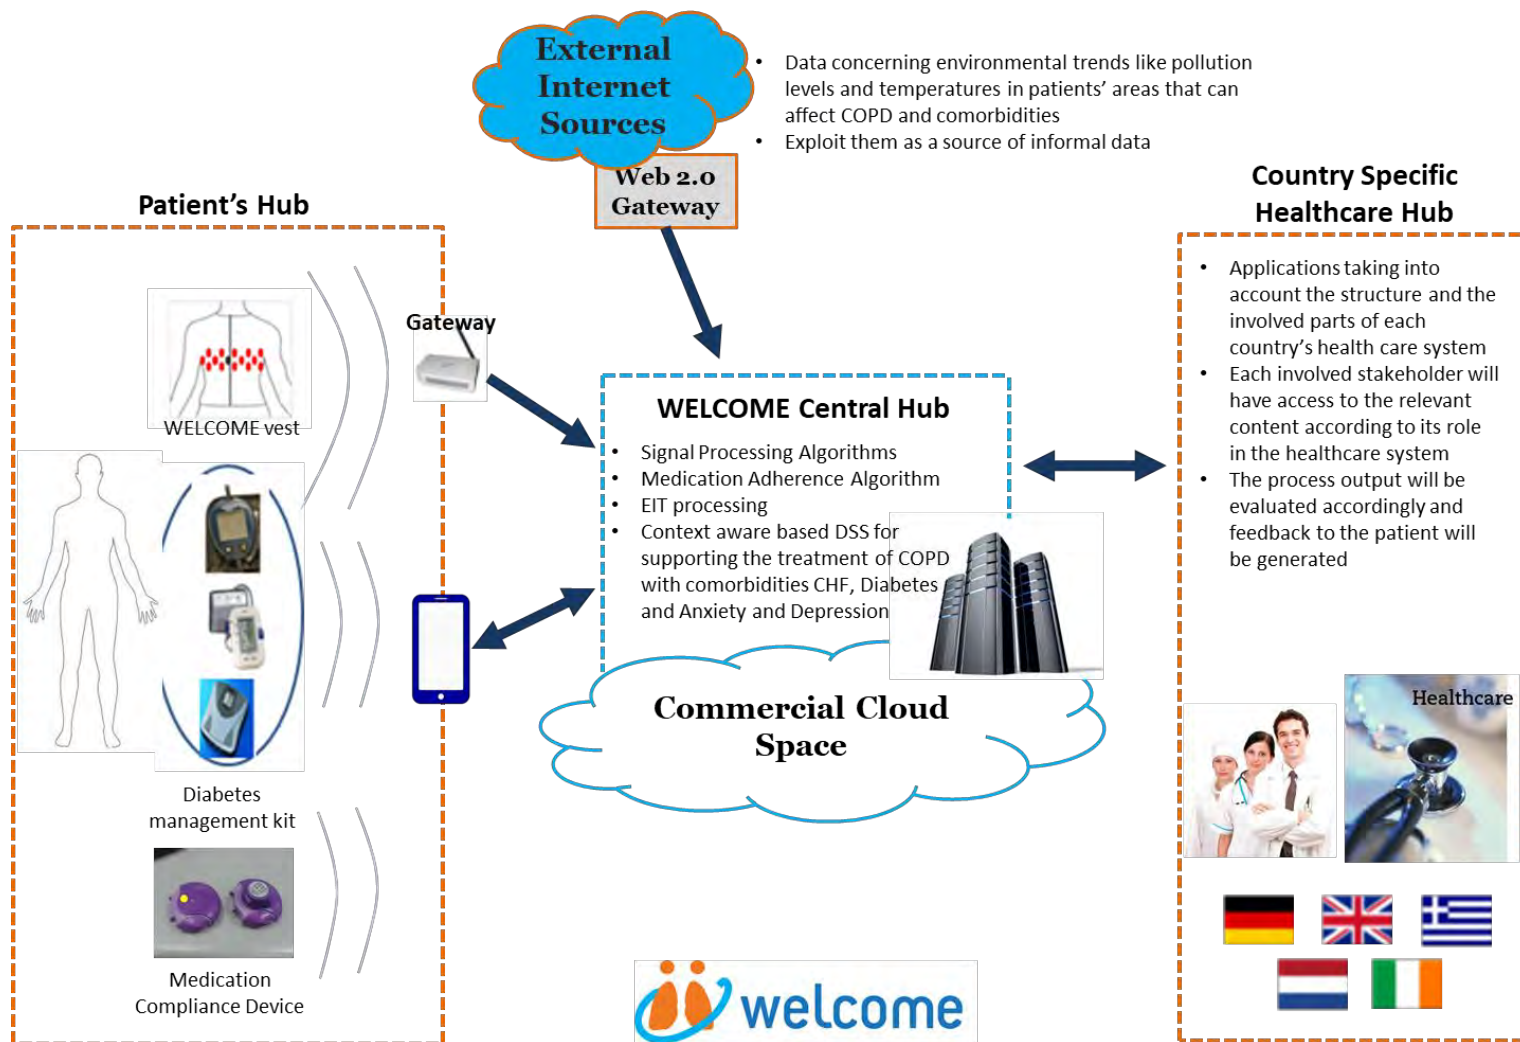 External
Internet
Sources
Web 2.0
Gateway
• Data concerning environmental trends like pollution
levels and temperatures in patients' areas that can
affect COPD and comorbidities
• Exploit them as a source of informal data
Patient's Hub
Gateway
WELCOME vest
Diabetes
management kit
Medication
Compliance Device
WELCOME Central Hub
• Signal Processing Algorithms
• Medication Adherence Algorithm
• EIT processing
• Context aware based DSS for
supporting the treatment of COPD
with comorbidities CHF, Diabetes
and Anxiety and Depression
Commercial Cloud
Space
Country Specific
Healthcare Hub
• Applications taking into
account the structure and the
involved parts of each
country's health care system
• Each involved stakeholder will
have access to the relevant
content according to its role
in the healthcare system
• The process output will be
evaluated accordingly and
feedback to the patient will
be generated
Healthcare
welcome